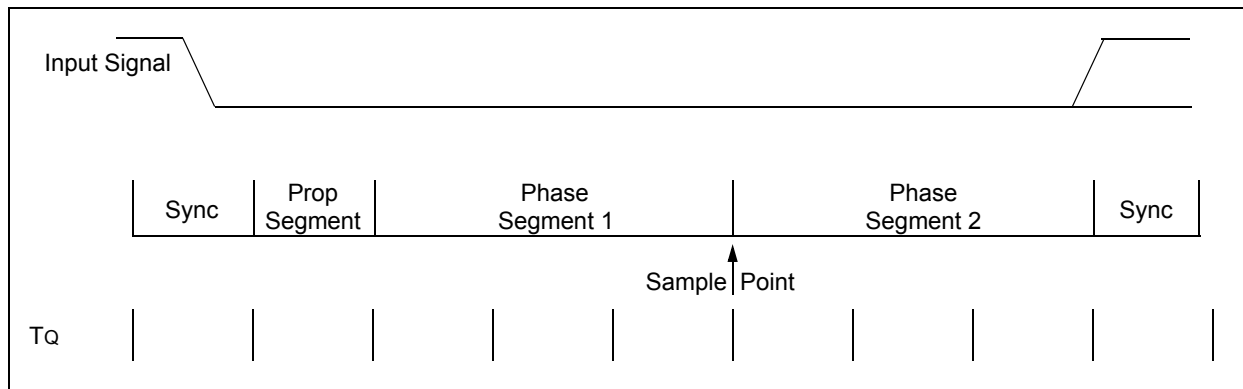 Input Signal
Sync
Prop
Segment
Phase
Segment 1
Phase
Segment 2
Sync
Sample Point
TQ